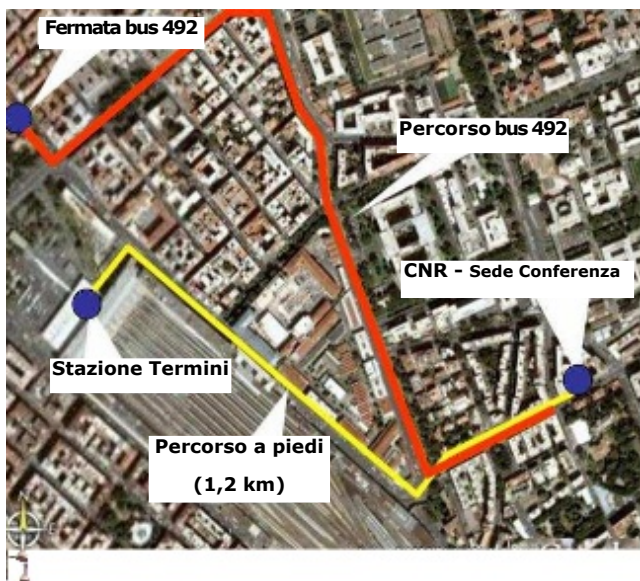 Fermata bus 492
Percorso bus 492
CNR - Sede Conferenza
Stazione Termini
Percorso a piedi
(1,2 km)